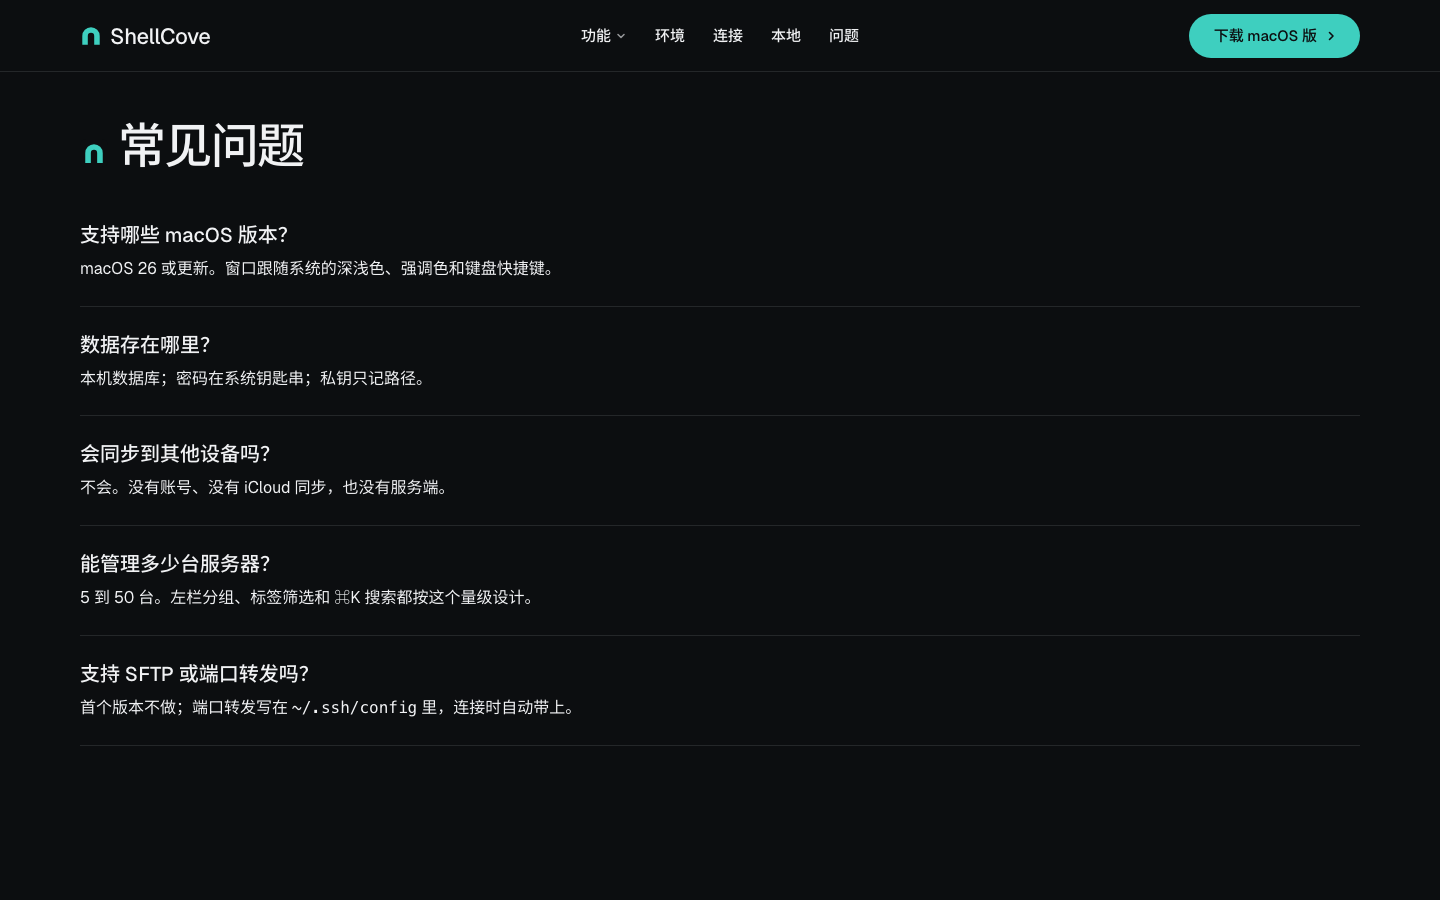 ShellCove
功能
环境
连接
本地
问题
下载 macOS 版
常见问题
支持哪些 macOS 版本？
macOS 26 或更新。窗口跟随系统的深浅色、强调色和键盘快捷键。
数据存在哪里？
本机数据库；密码在系统钥匙串；私钥只记路径。
会同步到其他设备吗？
不会。没有账号、没有 iCloud 同步，也没有服务端。
能管理多少台服务器？
5 到 50 台。左栏分组、标签筛选和 ⌘K 搜索都按这个量级设计。
支持 SFTP 或端口转发吗？
首个版本不做；端口转发写在 ~/.ssh/config 里，连接时自动带上。